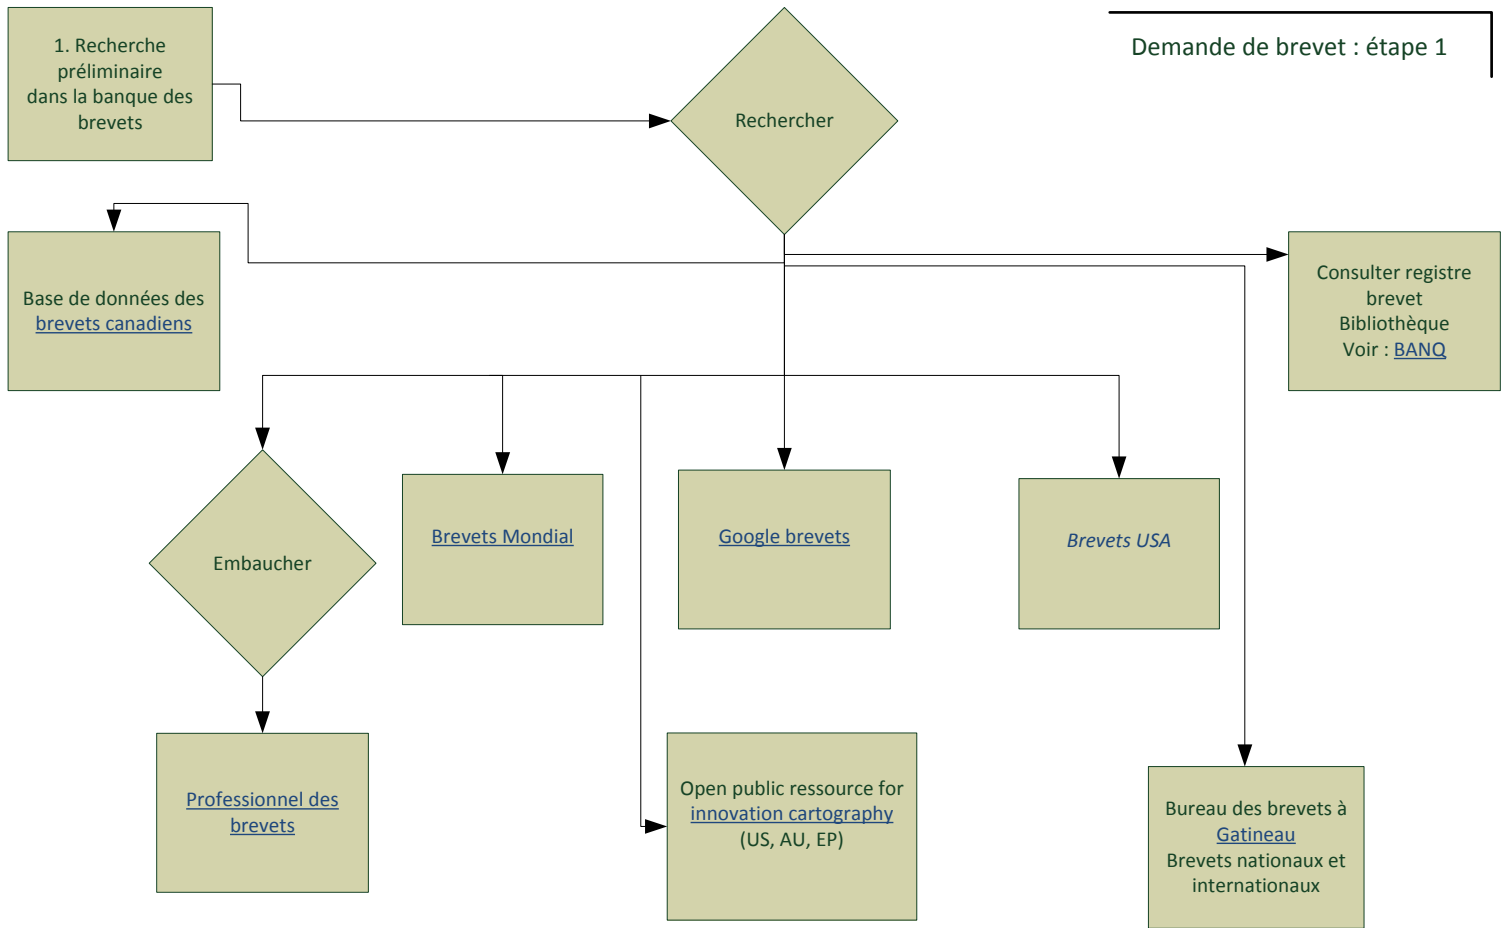 1. Recherche
préliminaire
dans la banque des
brevets
Rechercher
Demande de brevet : étape 1
Base de données des
brevets canadiens
Consulter registre
brevet
Bibliothèque
Voir : BANQ
Embaucher
Brevets Mondial
Google brevets
Brevets USA
Professionnel des
brevets
Open public ressource for
innovation cartography
(US, AU, EP)
Bureau des brevets à
Gatineau
Brevets nationaux et
internationaux